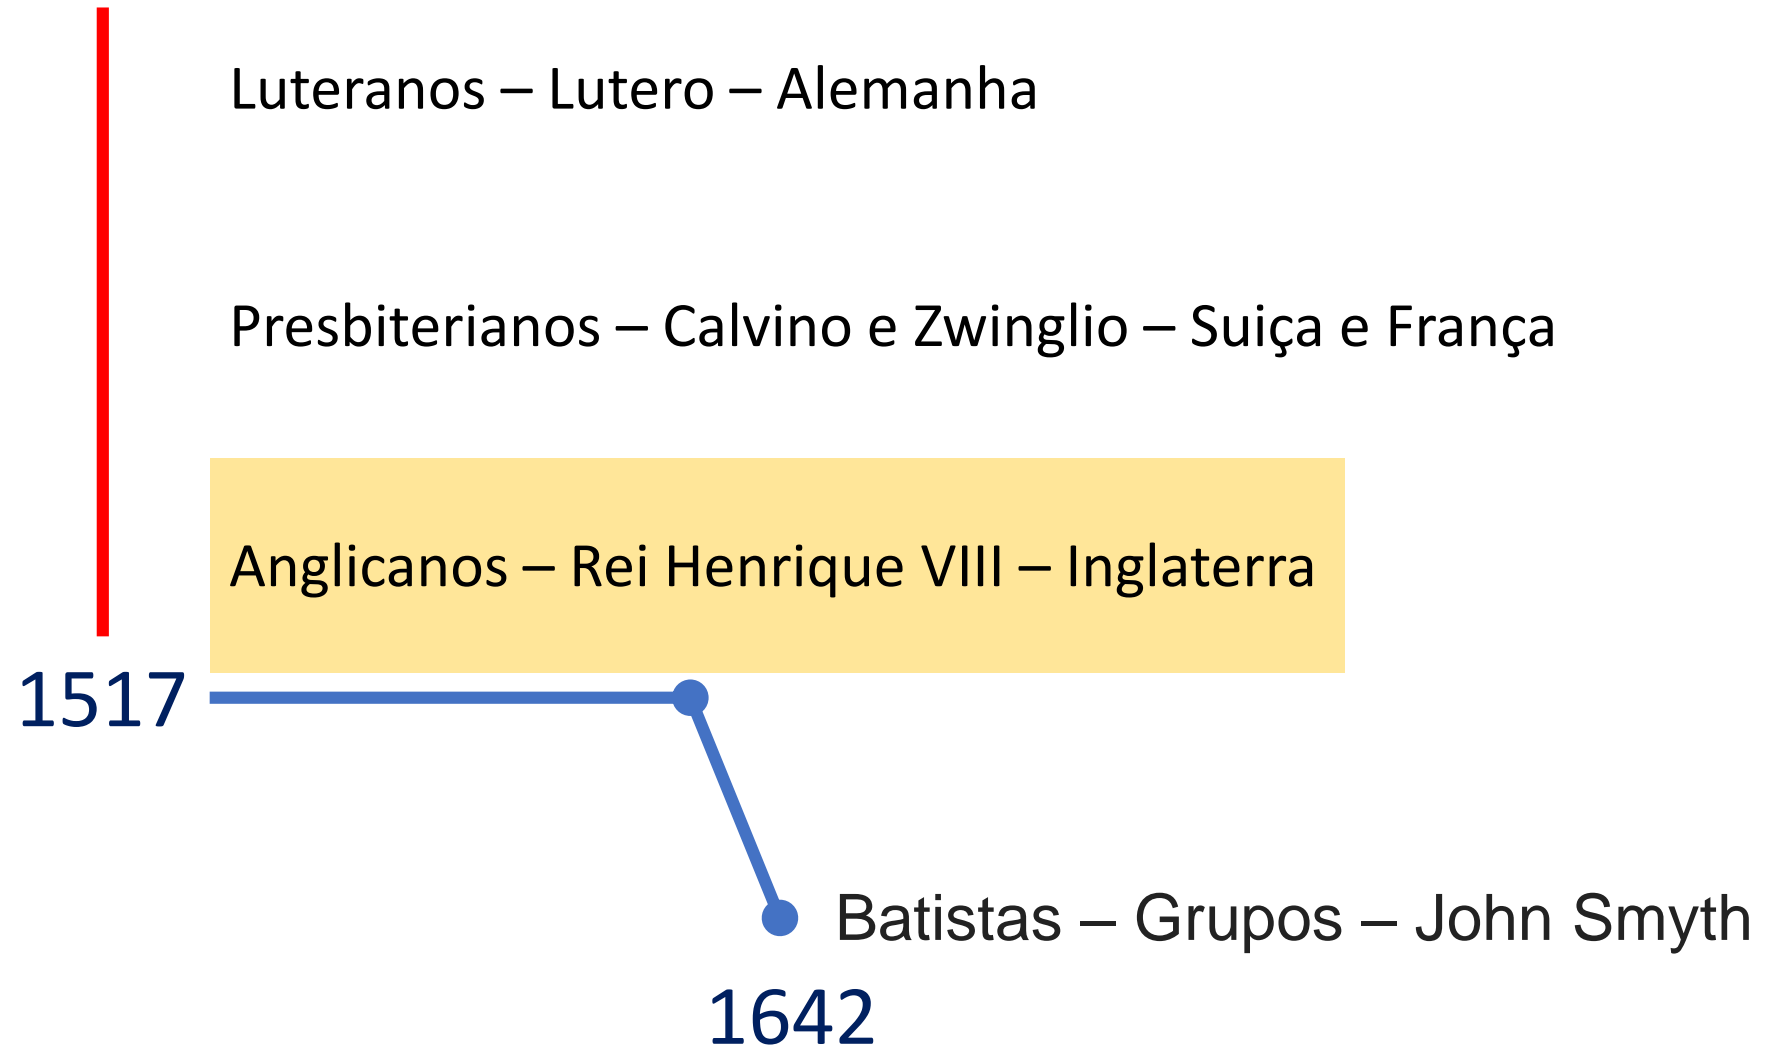 Luteranos – Lutero – Alemanha
Presbiterianos – Calvino e Zwinglio – Suiça e França
Anglicanos – Rei Henrique VIII – Inglaterra
1517
Batistas – Grupos – John Smyth
1642